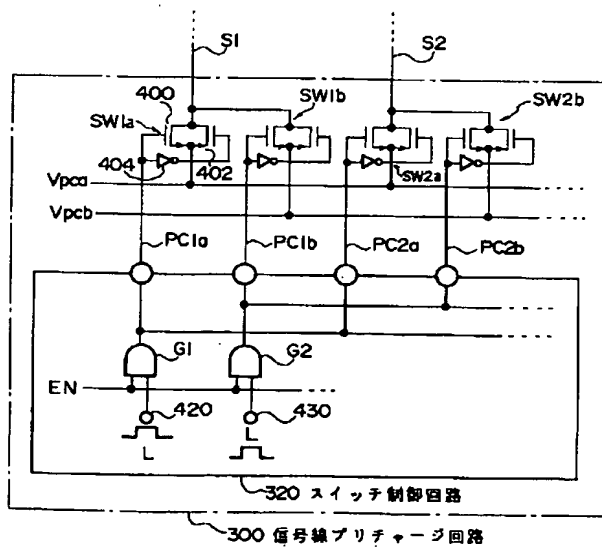 S1
S2
400
SW1b
SW2b
SW1a
402
404
SW2a
Vpca
Vpcb
PC1a
PC1b
PC2a
PC2b
G1
G2
EN
420
430
L
L
320 スイッチ制御回路
300 信号線プリチャージ回路